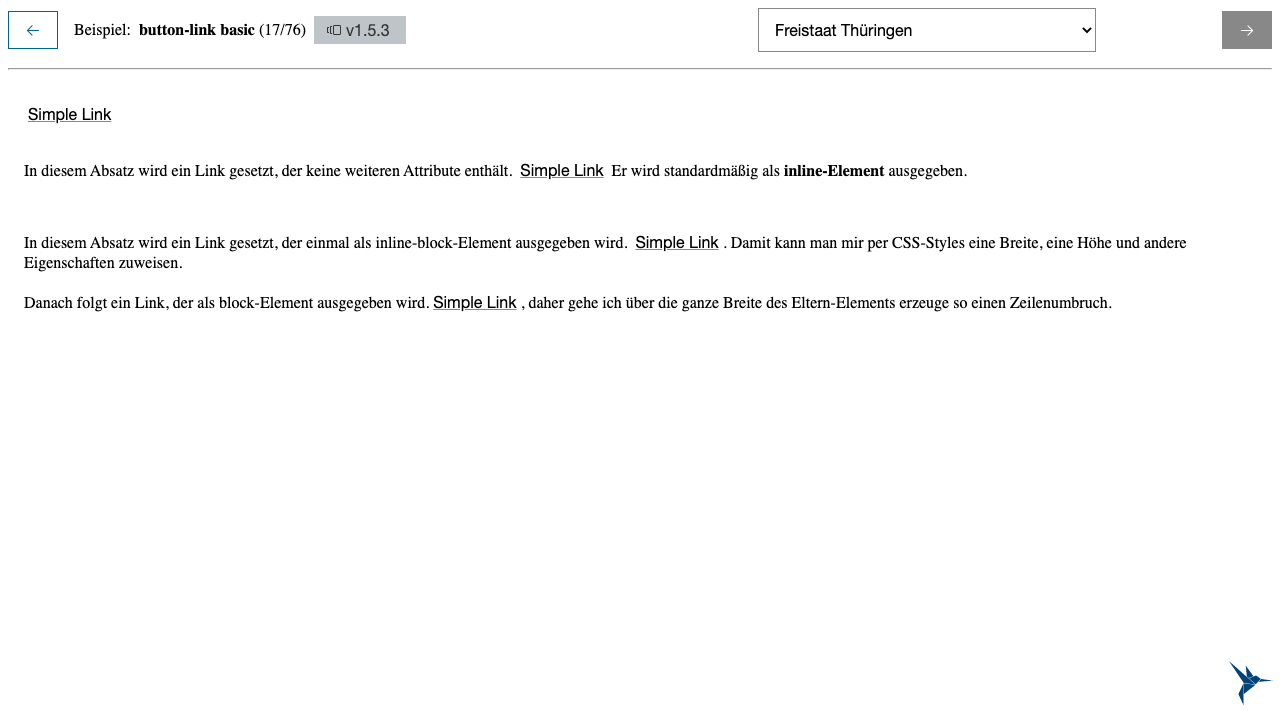 Beispiel: button-link basic (17/76) v1.5.3 Freistaat Thüringen
Simple Link
In diesem Absatz wird ein Link gesetzt, der keine weiteren Attribute enthält. Simple Link Er wird standardmäßig als inline-Element ausgegeben.
In diesem Absatz wird ein Link gesetzt, der einmal als inline-block-Element ausgegeben wird. Simple Link . Damit kann man mir per CSS-Styles eine Breite, eine Höhe und andere
Eigenschaften zuweisen.
Danach folgt ein Link, der als block-Element ausgegeben wird. Simple Link , daher gehe ich über die ganze Breite des Eltern-Elements erzeuge so einen Zeilenumbruch.